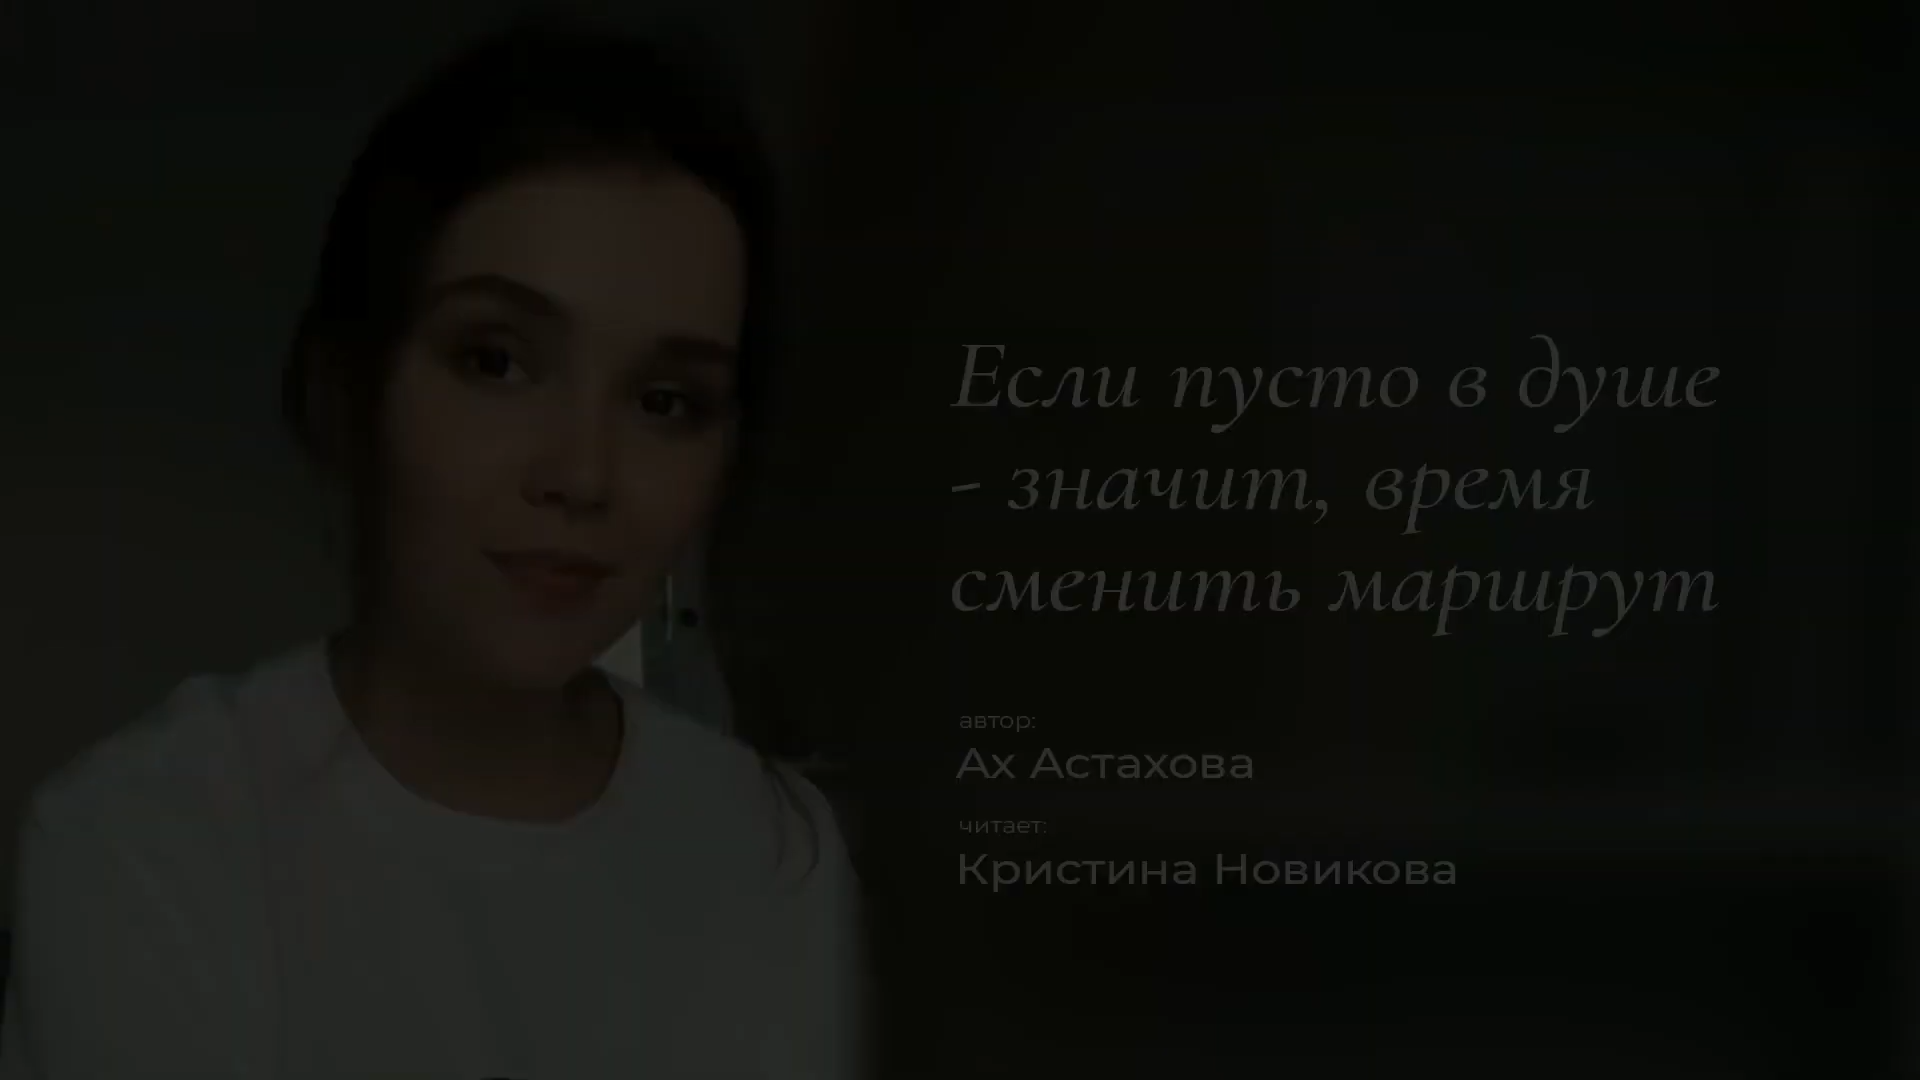 Если пусто в душе
- значит, время
сменить маршрут
автор:
Ах Астахова
читает:
Кристина Новикова